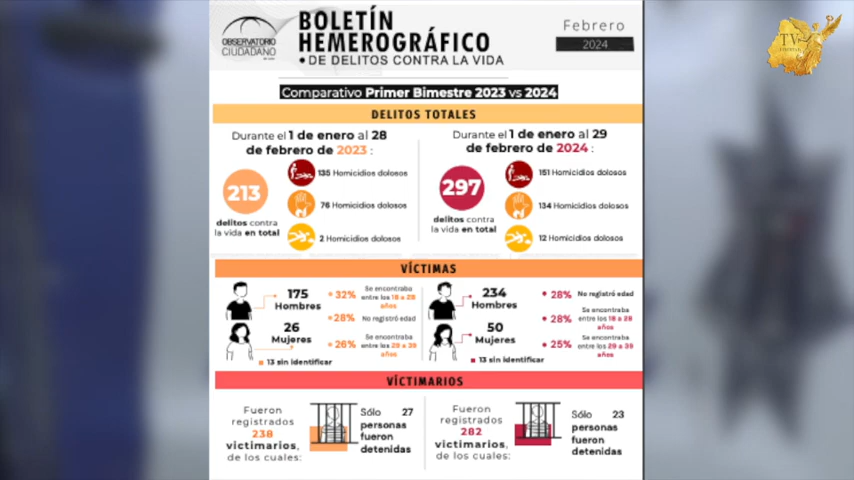 OBSERVATORIO
CIUDADANO
BOLETÍN
HEMEROGRÁFICO
•DE DELITOS CONTRA LA VIDA
Febrero
2024
TV
Comparativo Primer Bimestre 2023 vs 2024
DELITOS TOTALES
Durante el 1 de enero al 28
de febrero de 2023 :
213
delitos contra
la vida en total
135 Homicidios dolosos
76 Homicidios dolosos
2 Homicidios dolosos
Durante el 1 de enero al 29
de febrero de 2024 :
297
delitos contra
la vida en total
151 Homicidios dolosos
134 Homicidios dolosos
12 Homicidios dolosos
VÍCTIMAS
175
Hombres
26
Mujeres
13 sin identificar
32% Se encontraba
entre los 18 a 28
años
28% No registró edad
26% Se encontraba
entre los 29 a 39
años
234
Hombres
50
Mujeres
13 sin identificar
28% No registró edad
28% Se encontraba
entre los 18 a 28
años
25% Se encontraba
entre los 29 a 39
años
VÍCTIMARIOS
Fueron
registrados
238
victimarios,
de los cuales:
Sólo 27
personas
fueron
detenidas
Fueron
registrados
282
victimarios,
de los cuales:
Sólo 23
personas
fueron
detenidas